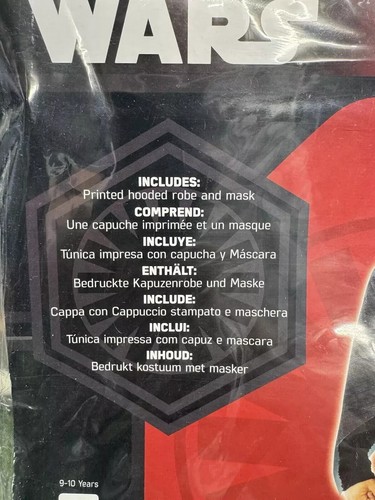 WARS
INCLUDES:
Printed hooded robe and mask
COMPREND:
Une capuche imprimée et un masque
INCLUYE:
Túnica impresa con capucha y Máscara
ENTHÄLT:
Bedruckte Kapuzenrobe und Maske
INCLUDE:
Cappa con Cappuccio stampato e maschera
INCLUI:
Túnica impressa com capuz e mascara
INHOUD:
Bedrukt kostuum met masker
9-10 Years